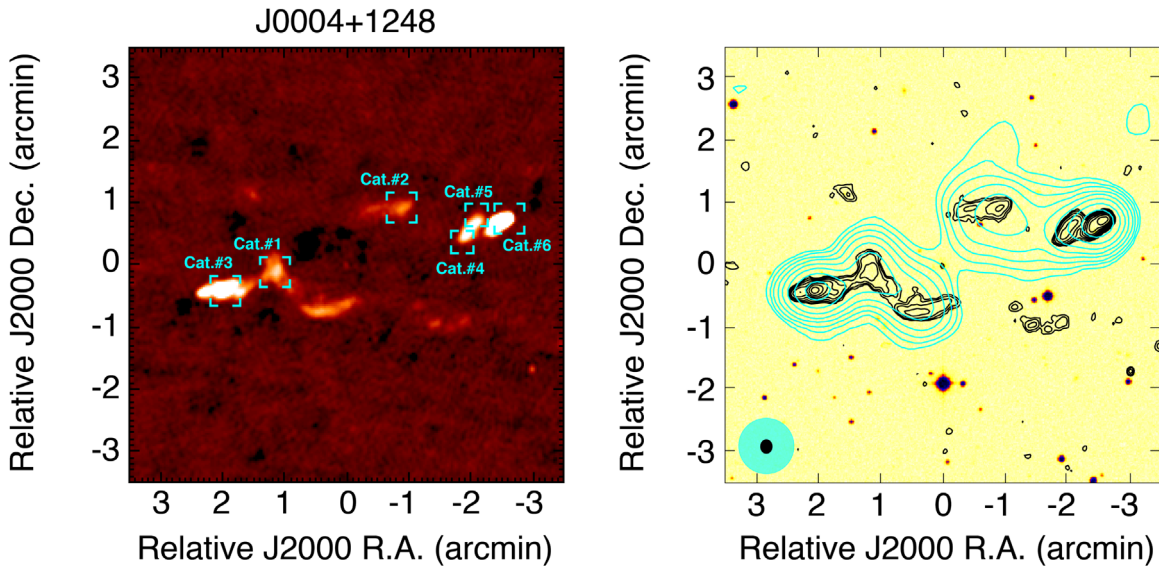 J0004+1248
Relative J2000 Dec. (arcmin)
3
2
1
0
-1
-2
-3
Cat.#2
Cat.#5
Cat.#1
Cat.#6
Cat.#3
Cat.#4
3 2 1 0 -1 -2 -3
Relative J2000 R.A. (arcmin)
Relative J2000 Dec. (arcmin)
3
2
1
0
-1
-2
-3
3 2 1 0 -1 -2 -3
Relative J2000 R.A. (arcmin)